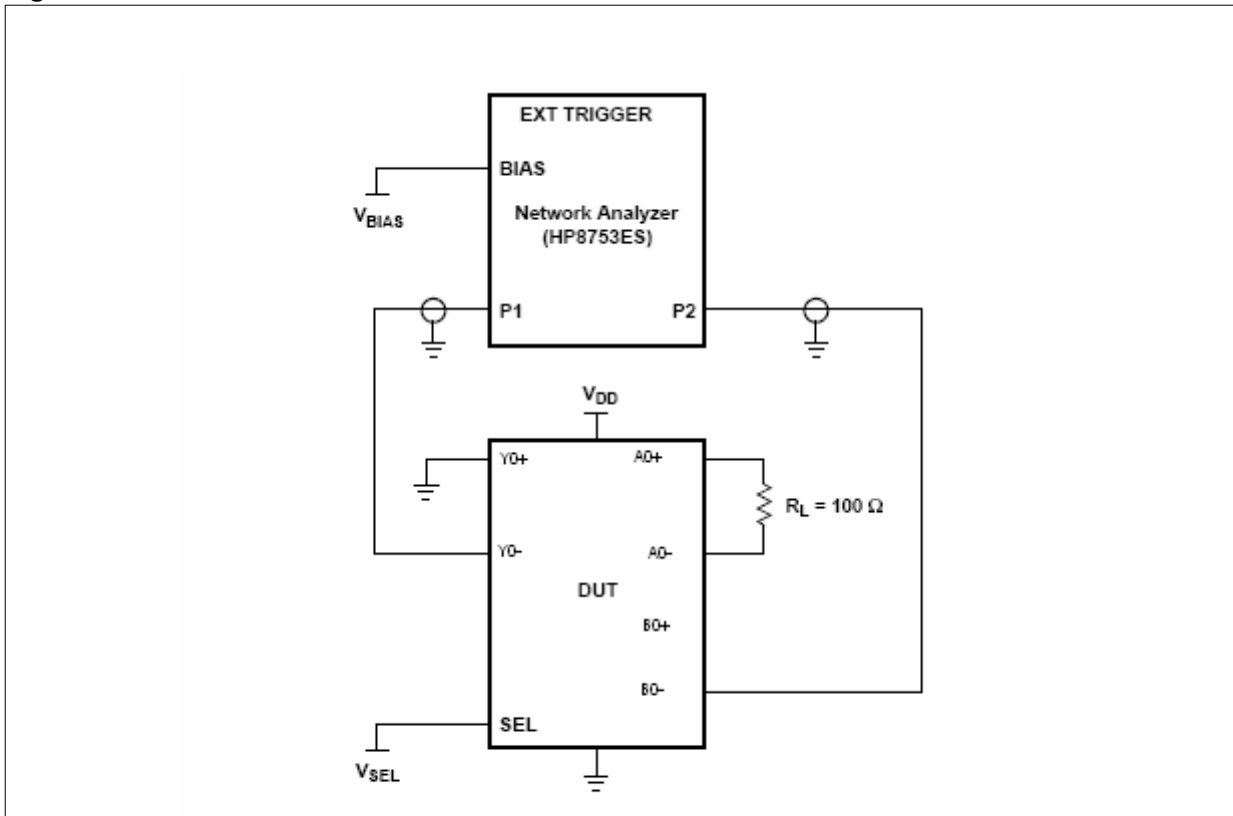 EXT TRIGGER
BIAS
VBIAS
Network Analyzer
(HP8753ES)
P1
P2
VDD
Y0+
A0+
RL = 100 Ω
Y0-
A0-
DUT
B0+
B0-
SEL
VSEL